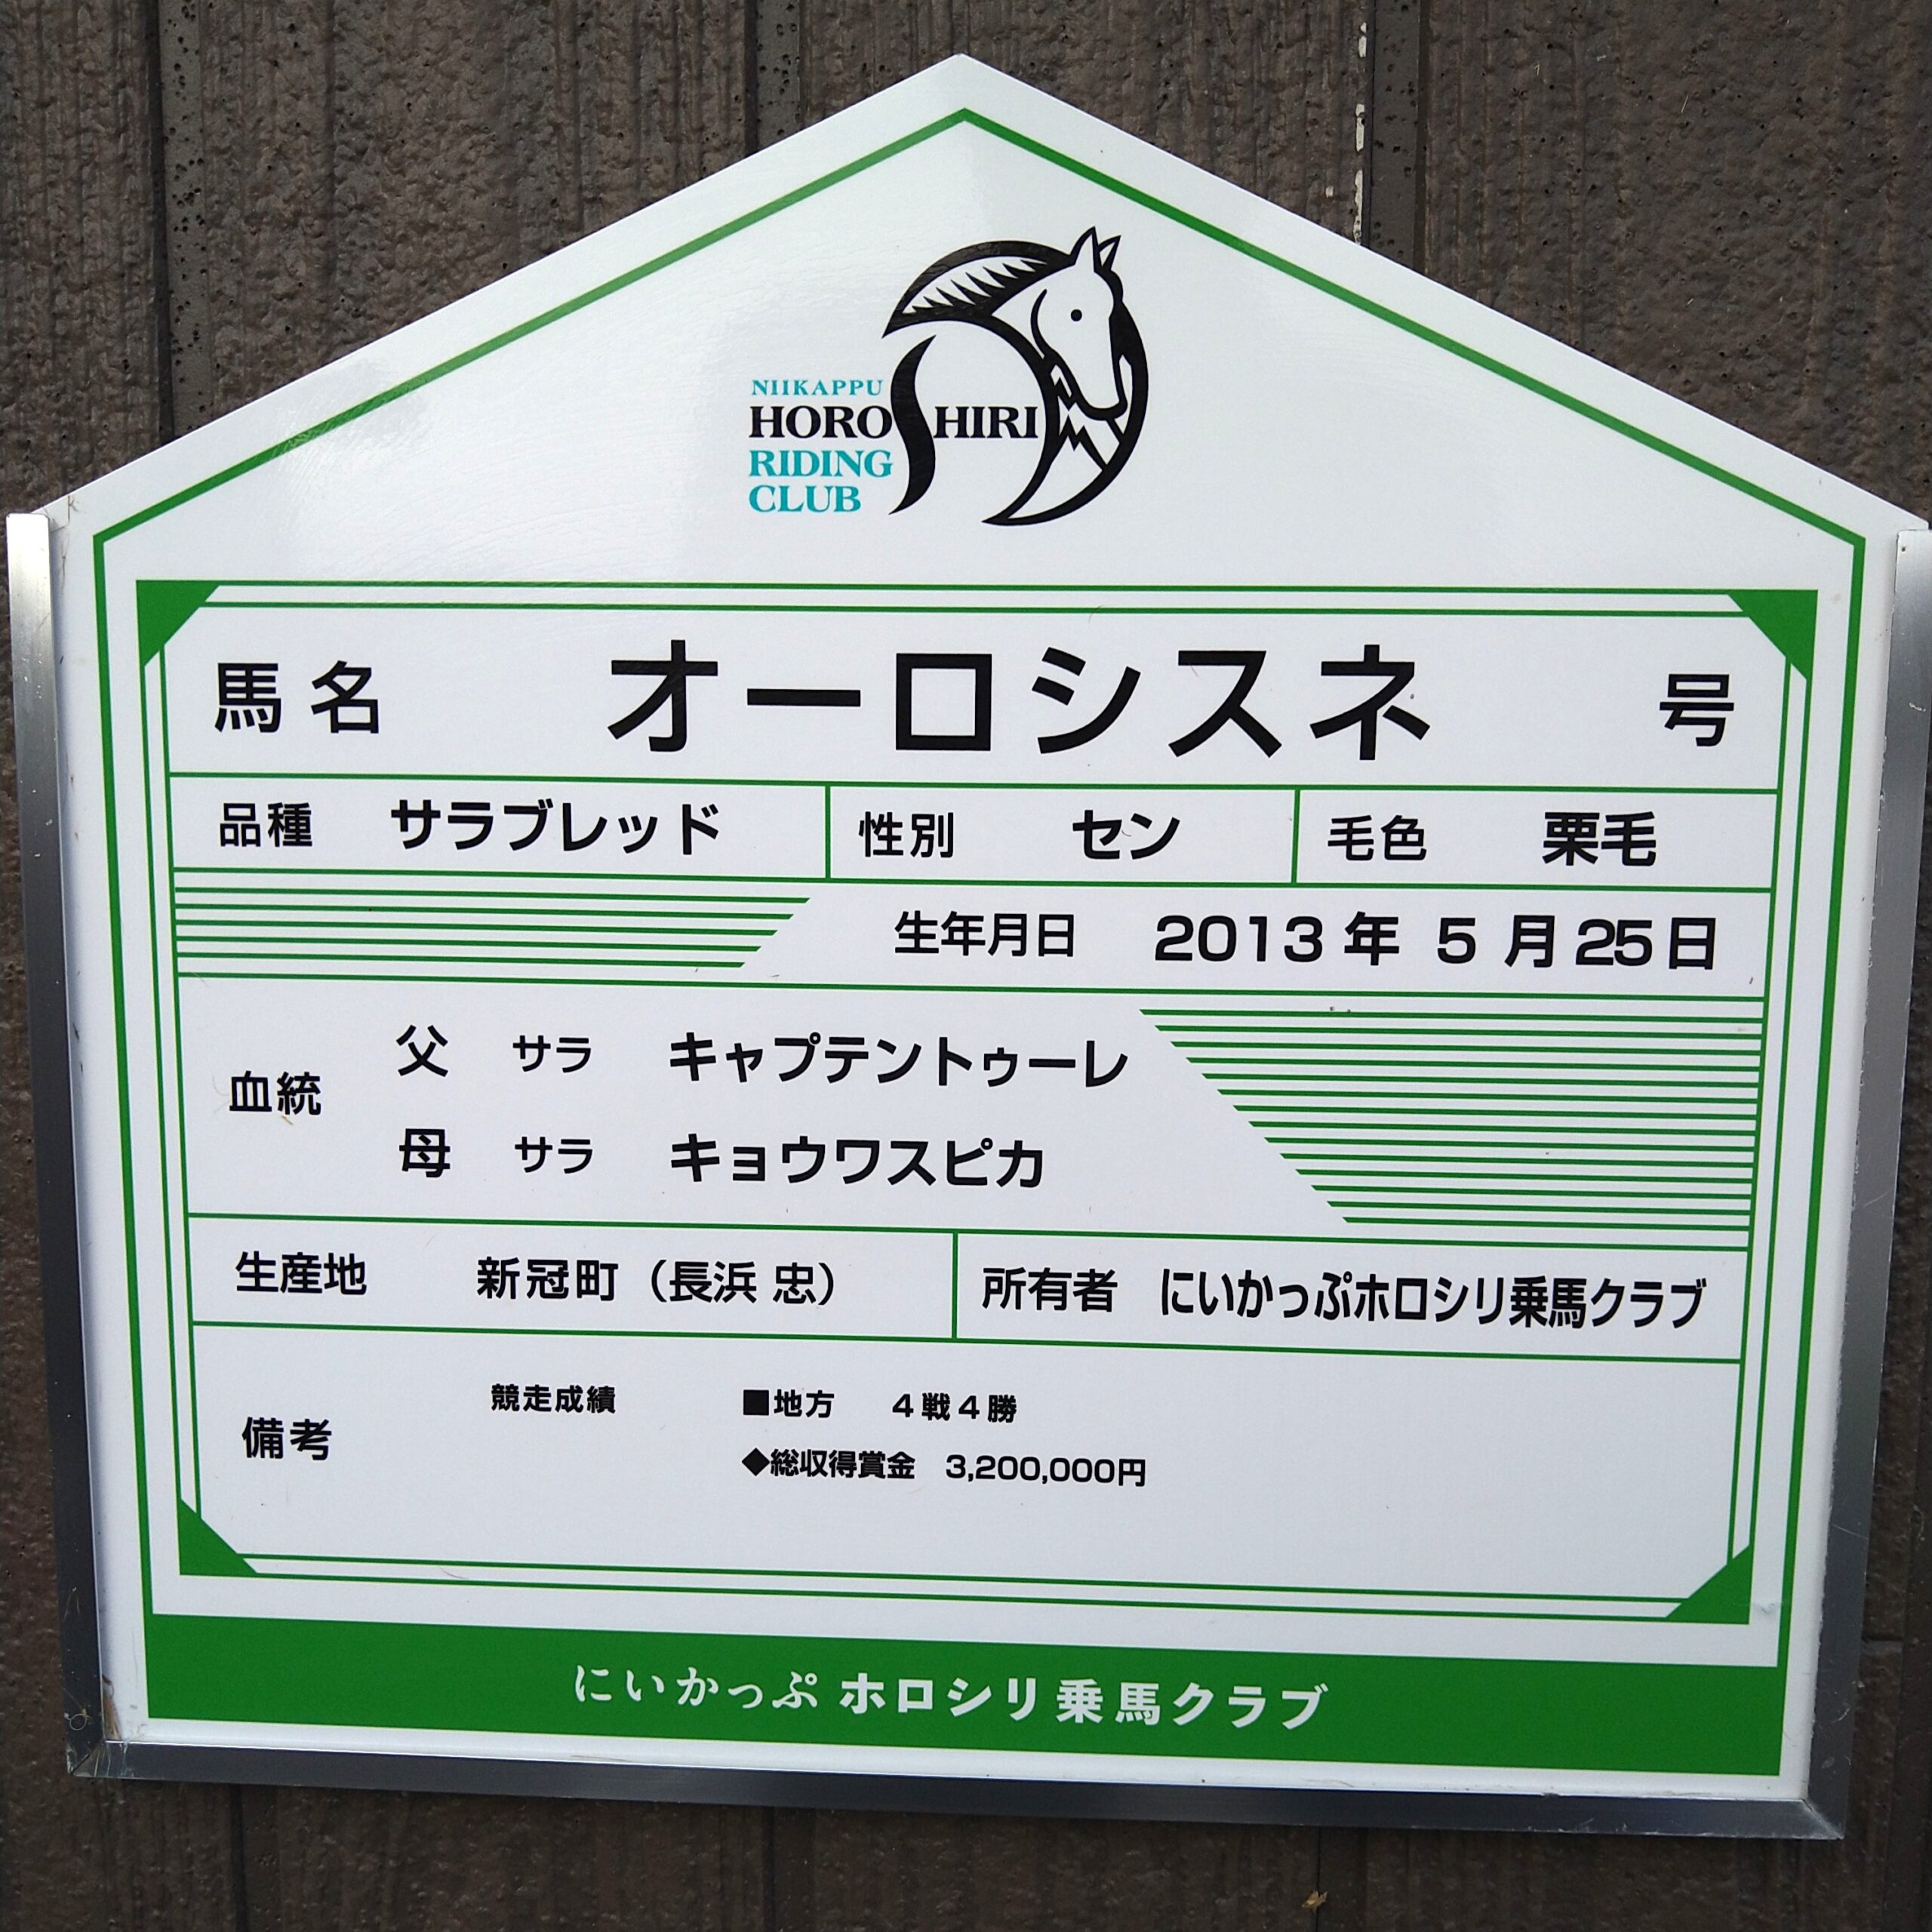 NIIKAPPU
HOROSHIRI
RIDING
CLUB
馬名 オーロシスネ 号
品種 サラブレッド 性別 セン 毛色 栗毛
生年月日 2013年 5月25日
血統 父 サラ キャプテントゥーレ
母 サラ キョウワスピカ
生産地 新冠町（長浜 忠） 所有者 にいかっぷホロシリ乗馬クラブ
備考 競走成績 ■地方 4戦4勝
◆総収得賞金 3,200,000円
にいかっぷ ホロシリ乗馬クラブ